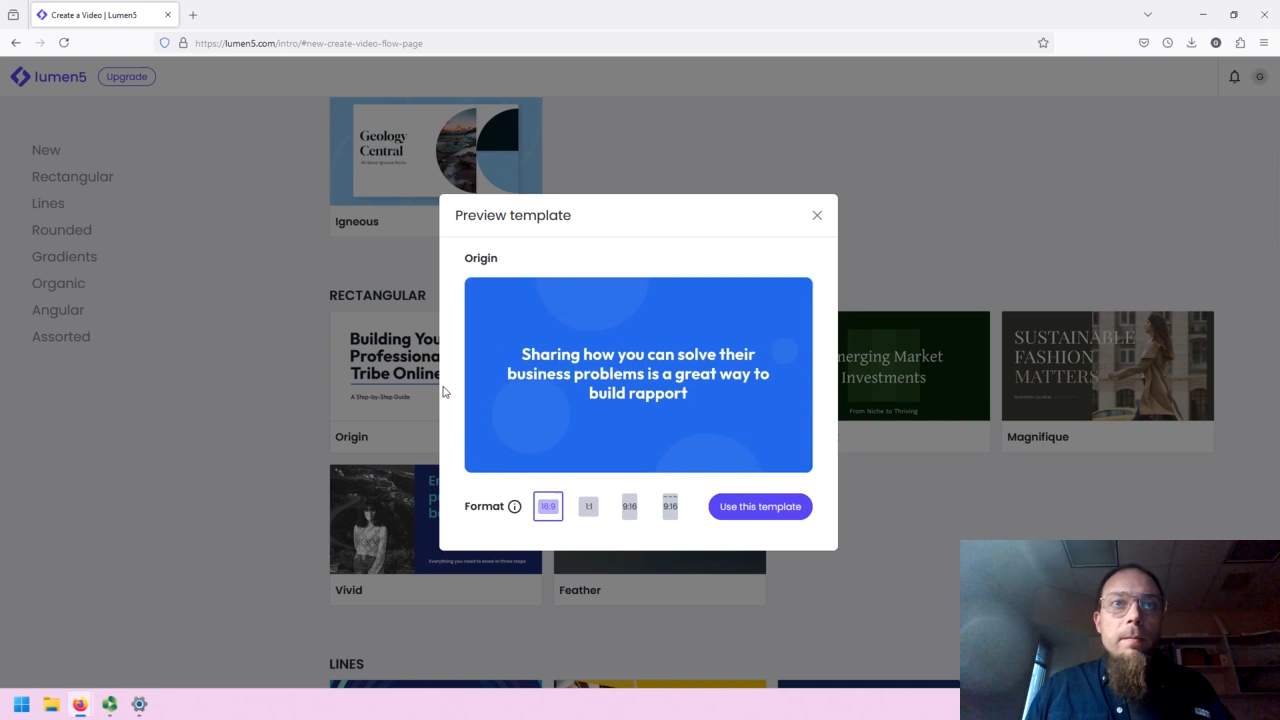 Create a Video | Lumen5
https://lumen5.com/intro/#new-create-video-flow-page
lumen5
Upgrade
G
New
Rectangular
Lines
Rounded
Gradients
Organic
Angular
Assorted
Geology
Central
Igneous
RECTANGULAR
Building You
Professiona
Tribe Online
A Step-by-Step Guide
Origin
Preview template
Origin
Sharing how you can solve their
business problems is a great way to
build rapport
Format
16:9
1:1
9:16
9:16
Use this template
nerging Market
Investments
From Niche to Thriving
SUSTAINABLE
FASHION
MATTERS
Magnifique
Everything you need to know in three steps
Vivid
Feather
LINES